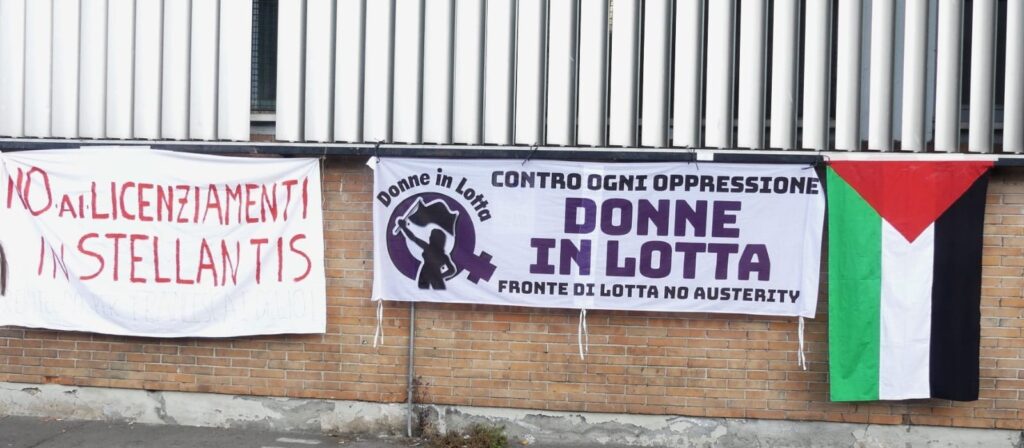 NO AI LICENZIAMENTI
IN STELLANTIS
Donne in Lotta
CONTRO OGNI OPPRESSIONE
DONNE
IN LOTTA
FRONTE DI LOTTA NO AUSTERITY